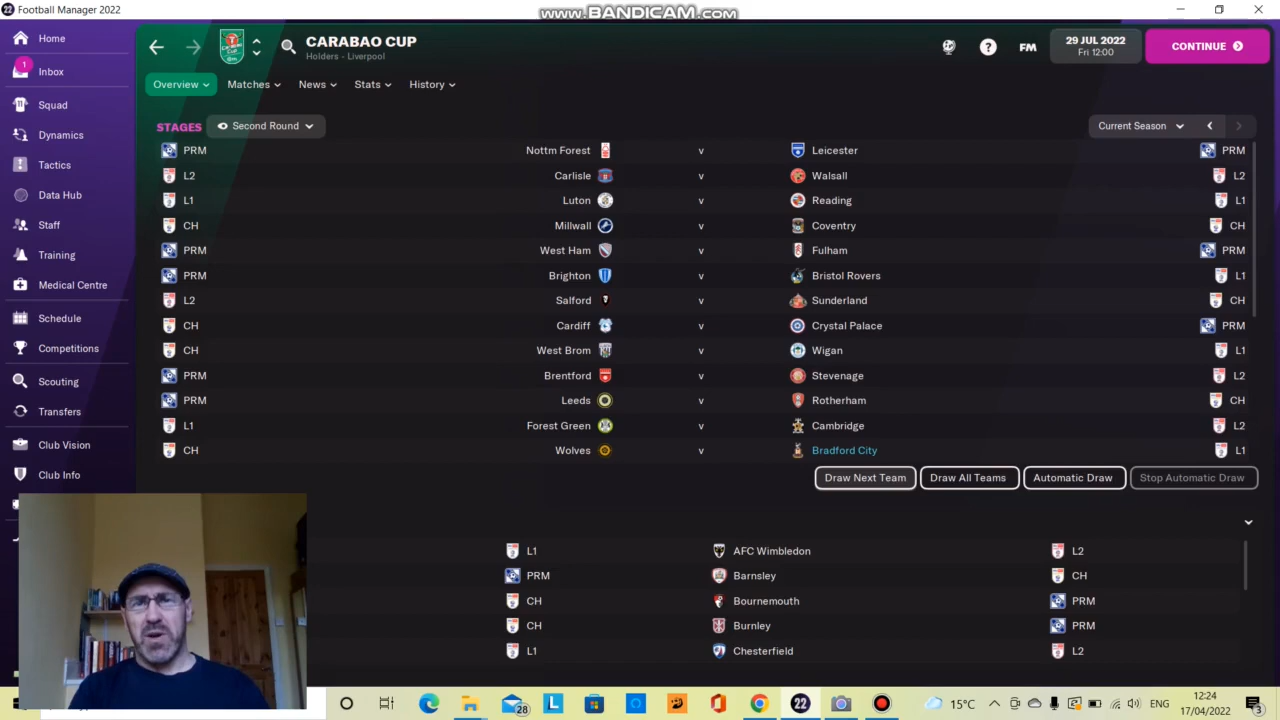 22 Football Manager 2022
www.BANDICAM.com
Home
CARABAO CUP
Holders - Liverpool
? FM
29 JUL 2022
Fri 12:00
CONTINUE
1
Inbox
Overview Matches News Stats History
Squad
STAGES Second Round Current Season
Dynamics
PRM Nottm Forest v Leicester PRM
Tactics
L2 Carlisle v Walsall L2
Data Hub
L1 Luton v Reading L1
Staff
CH Millwall v Coventry CH
Training
PRM West Ham v Fulham PRM
Medical Centre
PRM Brighton v Bristol Rovers L1
Schedule
L2 Salford v Sunderland CH
Competitions
CH Cardiff v Crystal Palace PRM
Scouting
CH West Brom v Wigan L1
Transfers
PRM Brentford v Stevenage L2
PRM Leeds v Rotherham CH
Club Vision
L1 Forest Green v Cambridge L2
Club Info
CH Wolves v Bradford City L1
Draw Next Team Draw All Teams Automatic Draw Stop Automatic Draw
L1 AFC Wimbledon L2
PRM Barnsley CH
CH Bournemouth PRM
CH Burnley PRM
L1 Chesterfield L2
28 L 22 15°C ENG 12:24
17/04/2022
3